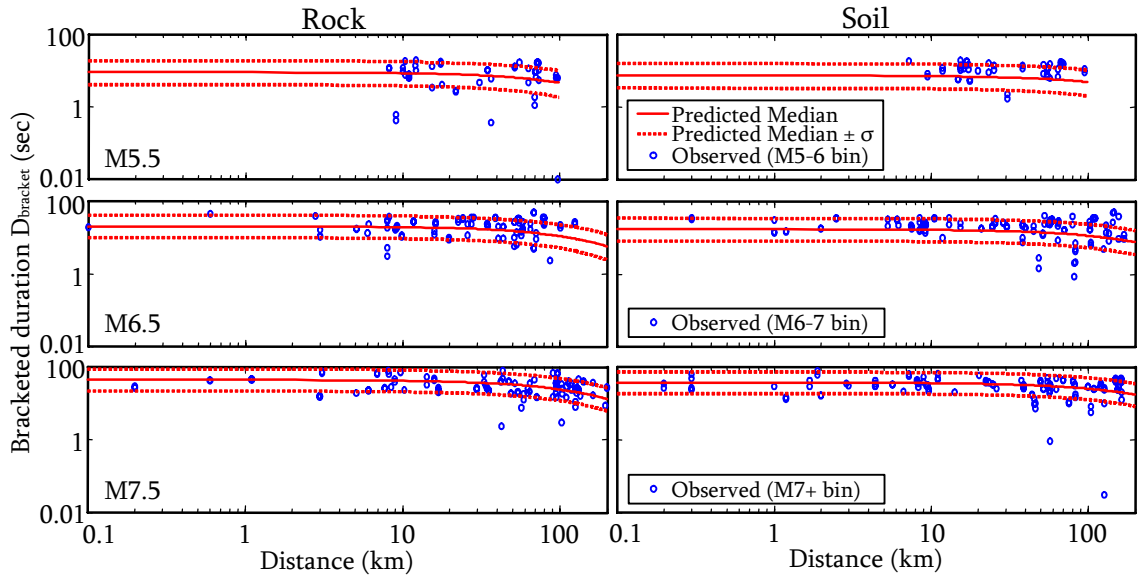 Rock
Soil
Bracketed duration D_bracket (sec)
100
1
0.01
M5.5
Predicted Median
Predicted Median ± σ
Observed (M5-6 bin)
100
1
0.01
M6.5
Observed (M6-7 bin)
100
1
0.01
M7.5
Observed (M7+ bin)
0.1
1
10
100
0.1
1
10
100
Distance (km)
Distance (km)